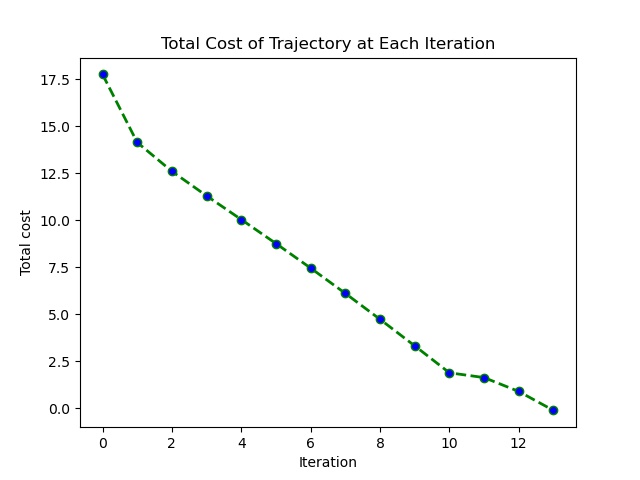 Total Cost of Trajectory at Each Iteration
17.5
15.0
12.5
10.0
7.5
5.0
2.5
0.0
Total cost
0 2 4 6 8 10 12
Iteration